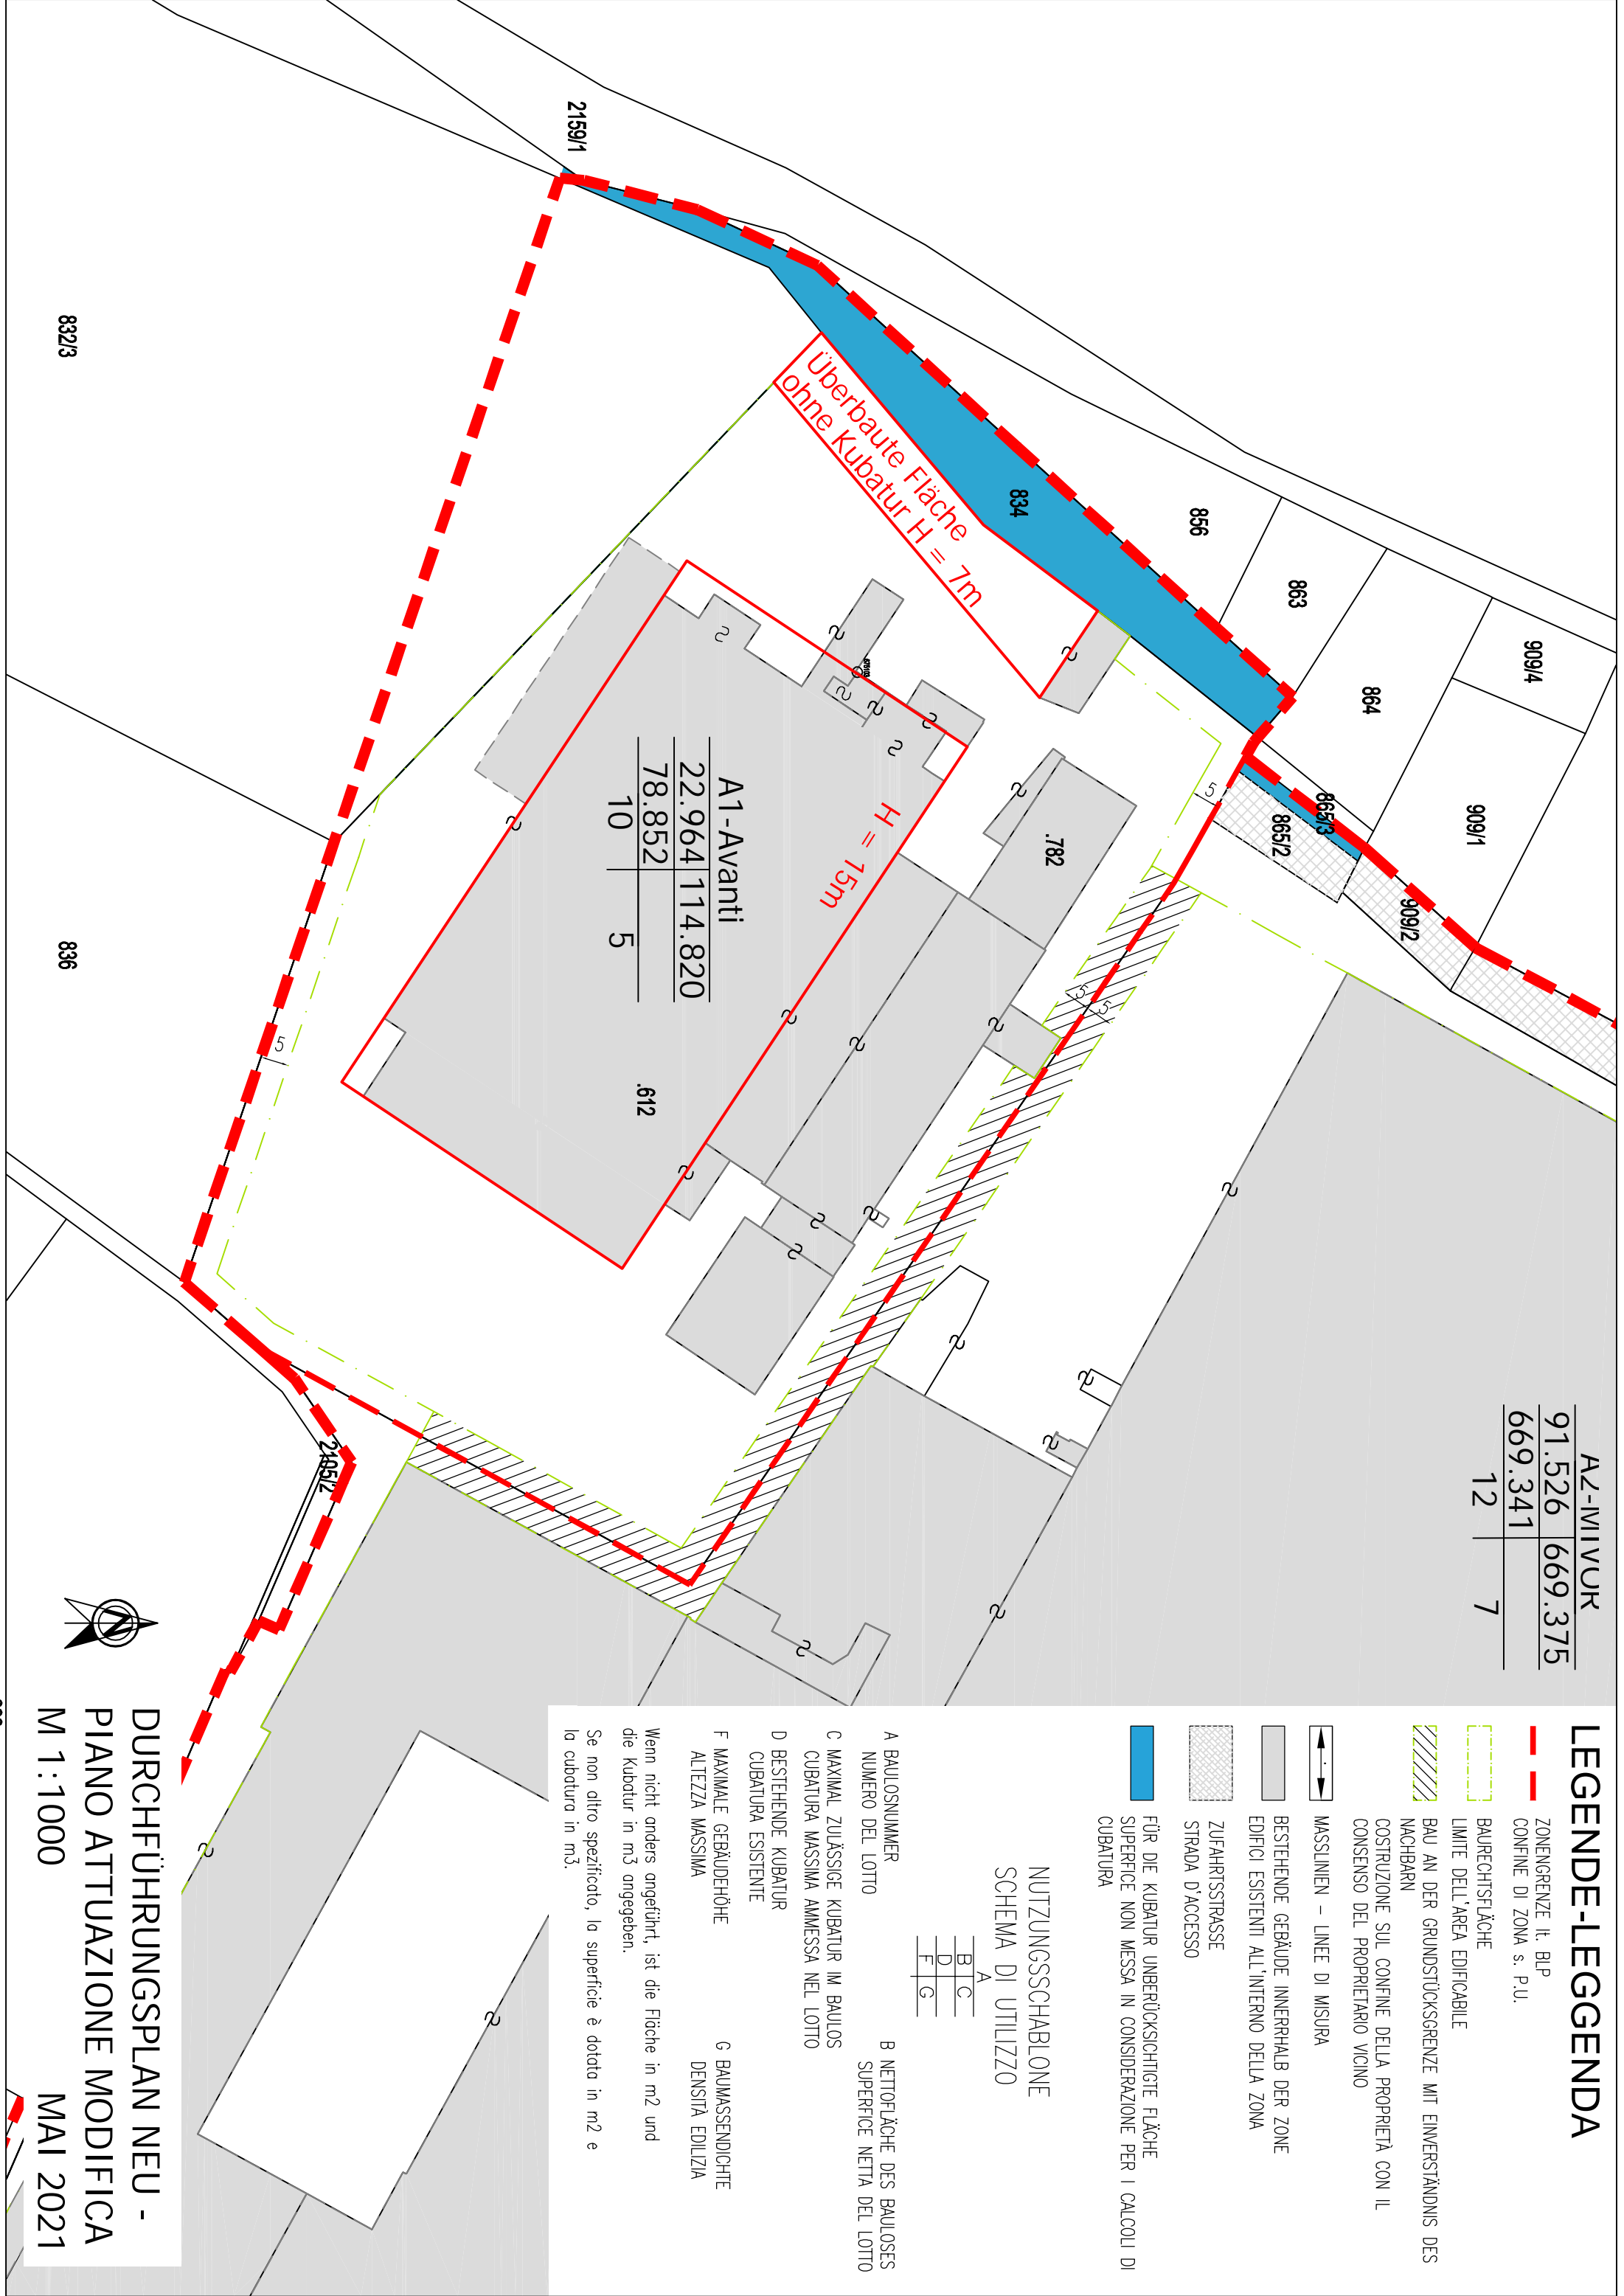 LEGENDE-LEGGENDA
ZONENGRENZE lt. BLP
CONFINE DI ZONA s. P.U.
BAURECHTSFLÄCHE
LIMITE DELL'AREA EDIFICABILE
BAU AN DER GRUNDSTÜCKSGRENZE MIT EINVERSTÄNDNIS DES
NACHBARN
COSTRUZIONE SUL CONFINE DELLA PROPRIETÀ CON IL
CONSENSO DEL PROPRIETARIO VICINO
MASSLINIEN – LINEE DI MISURA
BESTEHENDE GEBÄUDE INNERRHALB DER ZONE
EDIFICI ESISTENTI ALL'INTERNO DELLA ZONA
ZUFAHRTSSTRASSE
STRADA D'ACCESSO
FÜR DIE KUBATUR UNBERÜCKSICHTIGTE FLÄCHE
SUPERFICE NON MESSA IN CONSIDERAZIONE PER I CALCOLI DI
CUBATURA
NUTZUNGSSCHABLONE
SCHEMA DI UTILIZZO
A
B C
D
F G
A BAULOSNUMMER
NUMERO DEL LOTTO
B NETTOFLÄCHE DES BAULOSES
SUPERFICE NETTA DEL LOTTO
C MAXIMAL ZULÄSSIGE KUBATUR IM BAULOS
CUBATURA MASSIMA AMMESSA NEL LOTTO
D BESTEHENDE KUBATUR
CUBATURA ESISTENTE
F MAXIMALE GEBÄUDEHÖHE
ALTEZZA MASSIMA
G BAUMASSENDICHTE
DENSITÀ EDILIZIA
Wenn nicht anders angeführt, ist die Fläche in m2 und
die Kubatur in m3 angegeben.
Se non altro spezificato, la superficie è dotata in m2 e
la cubatura in m3.
DURCHFÜHRUNGSPLAN NEU -
PIANO ATTUAZIONE MODIFICA
M 1:1000 MAI 2021
N
A2-MIIVOR
91.526 669.375
669.341
12 7
A1-Avanti
22.964 114.820
78.852
10 5
H = 15m
Überbaute Fläche
ohne Kubatur H = 7m
909/4
909/1
864
863
856
865/3
865/2
909/2
834
2159/1
832/3
836
.782
.612
2105/2
5
5
5
5